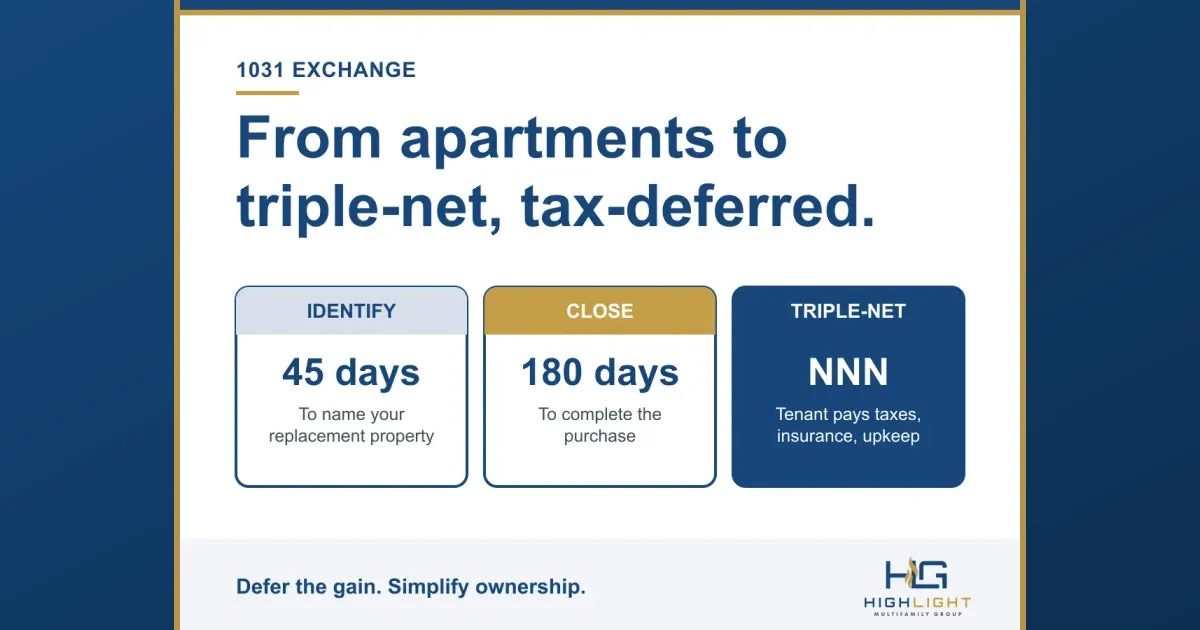 1031 EXCHANGE
From apartments to
triple-net, tax-deferred.
IDENTIFY
45 days
To name your
replacement property
CLOSE
180 days
To complete the
purchase
TRIPLE-NET
NNN
Tenant pays taxes,
insurance, upkeep
Defer the gain. Simplify ownership.
HLG
HIGHLIGHT
MULTIFAMILY GROUP